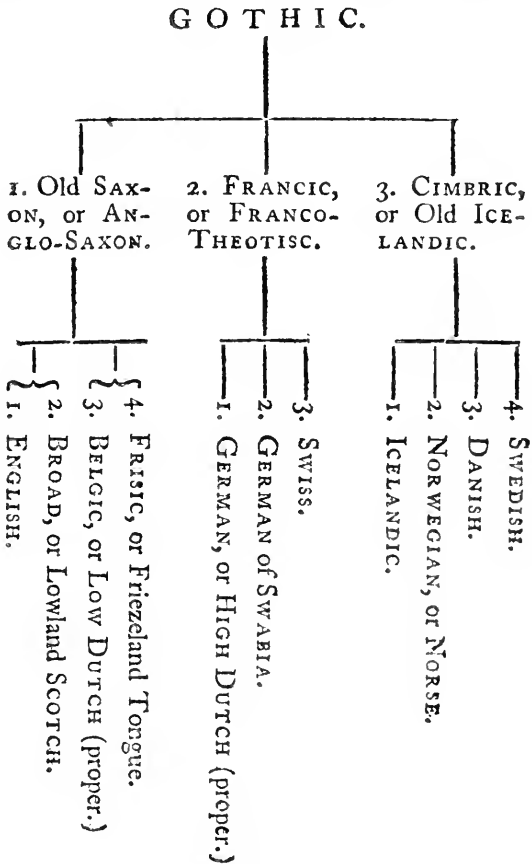 GOTHIC.
1. Old SAX-
ON, or AN-
GLO-SAXON.
2. FRANCIC,
or FRANCO-
THEOTISC.
3. CIMBRIC,
or Old ICE-
LANDIC.
1. ENGLISH.
2. BROAD, or Lowland SCOTCH.
3. BELGIC, or LOW DUTCH (proper.)
4. FRISIC, or Friezeland Tongue.
1. GERMAN, or HIGH DUTCH (proper.)
2. GERMAN of SWABIA.
3. SWISS.
1. ICELANDIC.
2. NORWEGIAN, or NORSE.
3. DANISH.
4. SWEDISH.